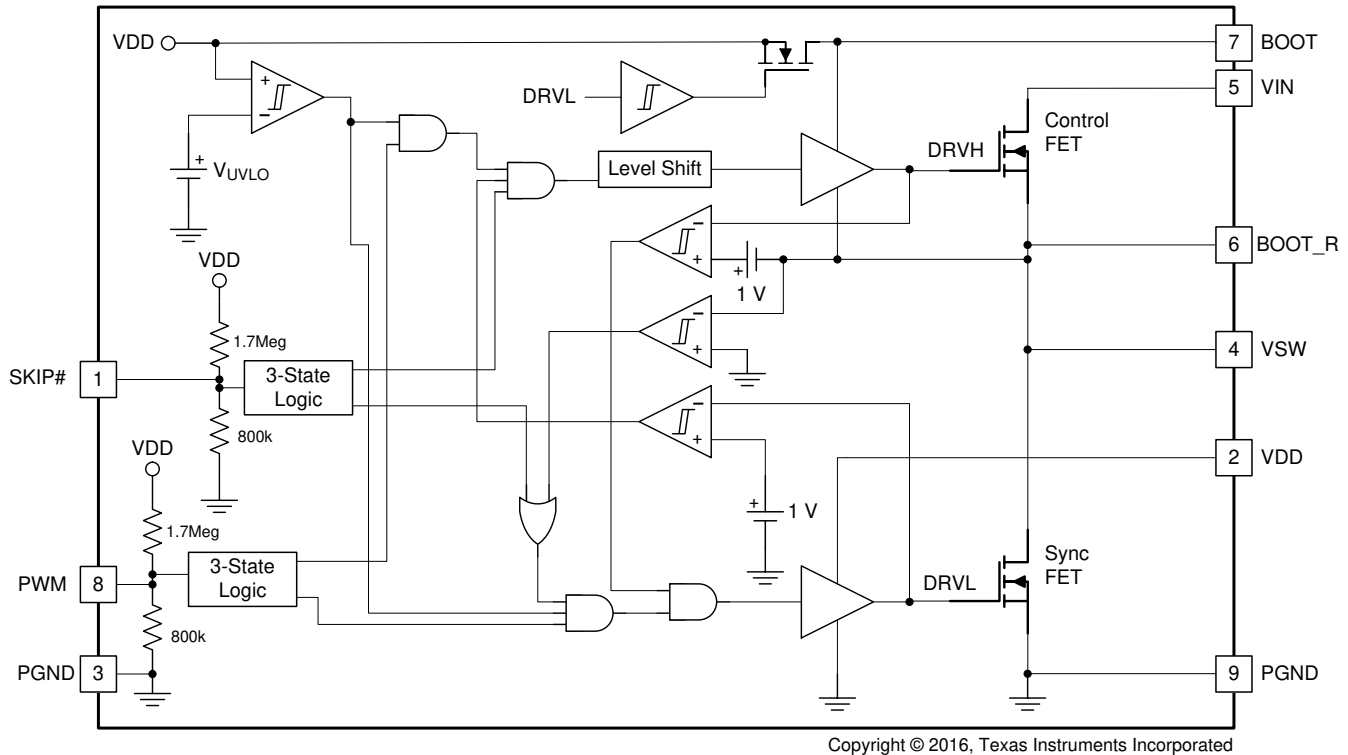 VDD
7 BOOT
5 VIN
+
−
DRVL
Control
FET
DRVH
Level Shift
+
VUVLO
−
+
+
1 V
6 BOOT_R
VDD
1.7Meg
−
+
4 VSW
SKIP# 1
3-State
Logic
800k
−
+
VDD
2 VDD
+
1 V
1.7Meg
Sync
FET
PWM 8
3-State
Logic
DRVL
800k
PGND 3
9 PGND
Copyright © 2016, Texas Instruments Incorporated